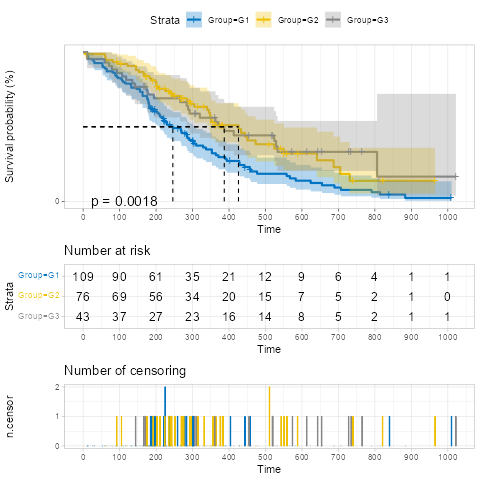 Strata Group=G1 Group=G2 Group=G3
Survival probability (%)
0
p = 0.0018
0 100 200 300 400 500 600 700 800 900 1000
Time
Number at risk
Strata
Group=G1 109 90 61 35 21 12 9 6 4 1 1
Group=G2 76 69 56 34 20 15 7 5 2 1 0
Group=G3 43 37 27 23 16 14 8 5 2 1 1
0 100 200 300 400 500 600 700 800 900 1000
Time
Number of censoring
n.censor
2
1
0
0 100 200 300 400 500 600 700 800 900 1000
Time